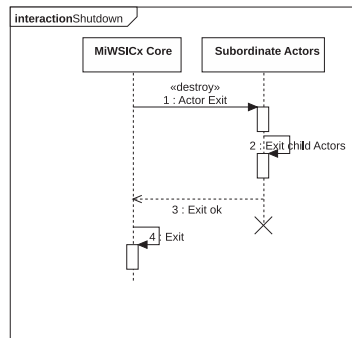 interactionShutdown
MiWSICx Core
Subordinate Actors
«destroy»
1 : Actor Exit
2 : Exit child Actors
3 : Exit ok
4 : Exit